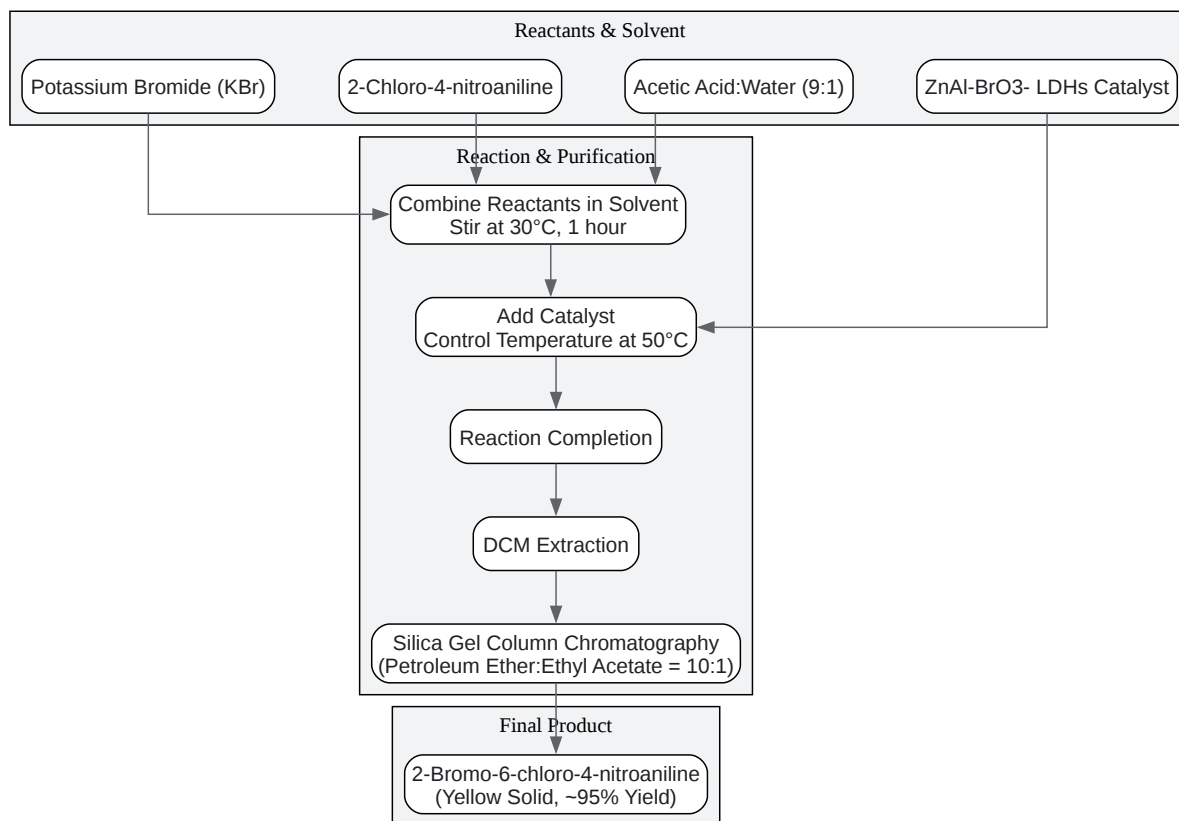 Reactants & Solvent
Potassium Bromide (KBr)
2-Chloro-4-nitroaniline
Acetic Acid:Water (9:1)
ZnAl-BrO3- LDHs Catalyst
Reaction & Purification
Combine Reactants in Solvent
Stir at 30°C, 1 hour
Add Catalyst
Control Temperature at 50°C
Reaction Completion
DCM Extraction
Silica Gel Column Chromatography
(Petroleum Ether:Ethyl Acetate = 10:1)
Final Product
2-Bromo-6-chloro-4-nitroaniline
(Yellow Solid, ~95% Yield)